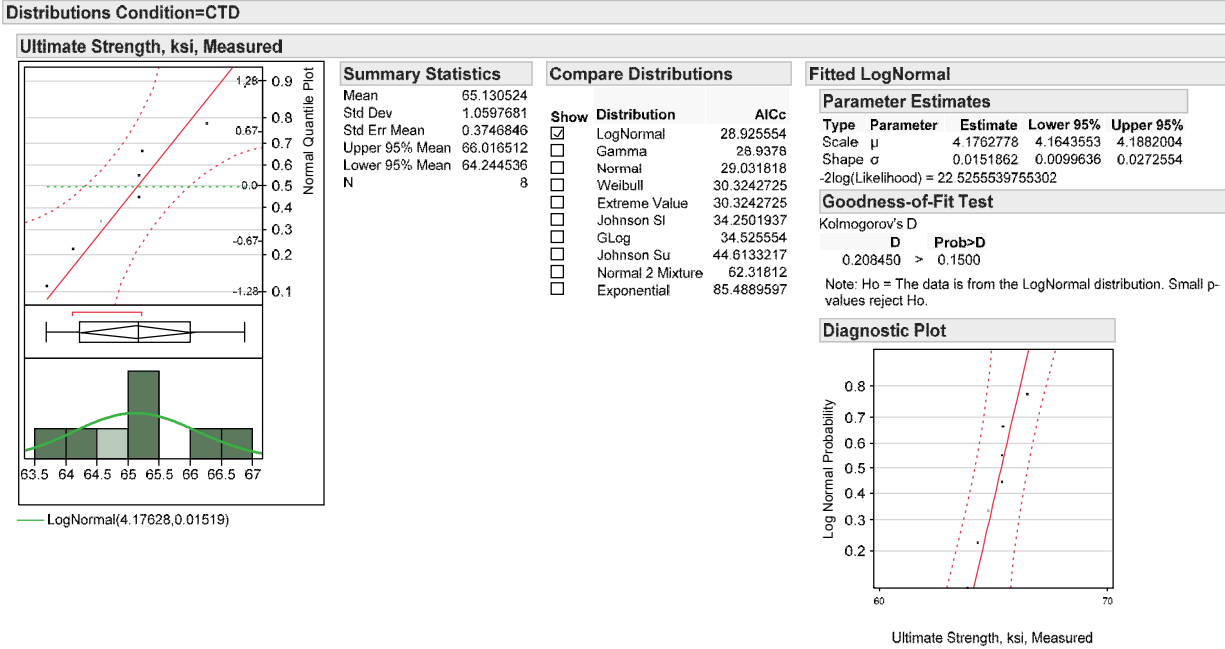 Distributions Condition=CTD
Ultimate Strength, ksi, Measured
1.28 0.9
0.8
0.67 0.7
0.6
0.0 0.5
0.4
-0.67 0.3
0.2
-1.28 0.1
Normal Quantile Plot
63.5 64 64.5 65 65.5 66 66.5 67
LogNormal(4.17628,0.01519)
Summary Statistics
Mean 65.130524
Std Dev 1.0597681
Std Err Mean 0.3746846
Upper 95% Mean 66.016512
Lower 95% Mean 64.244536
N 8
Compare Distributions
Show Distribution AICc
LogNormal 28.925554
Gamma 28.9378
Normal 29.031818
Weibull 30.3242725
Extreme Value 30.3242725
Johnson Sl 34.2501937
GLog 34.525554
Johnson Su 44.6133217
Normal 2 Mixture 62.31812
Exponential 85.4889597
Fitted LogNormal
Parameter Estimates
Type Parameter Estimate Lower 95% Upper 95%
Scale μ 4.1762778 4.1643553 4.1882004
Shape σ 0.0151862 0.0099636 0.0272554
-2log(Likelihood) = 22.5255539755302
Goodness-of-Fit Test
Kolmogorov's D
D Prob>D
0.208450 > 0.1500
Note: Ho = The data is from the LogNormal distribution. Small p-
values reject Ho.
Diagnostic Plot
0.8
0.7
0.6
0.5
0.4
0.3
0.2
Log Normal Probability
60 70
Ultimate Strength, ksi, Measured